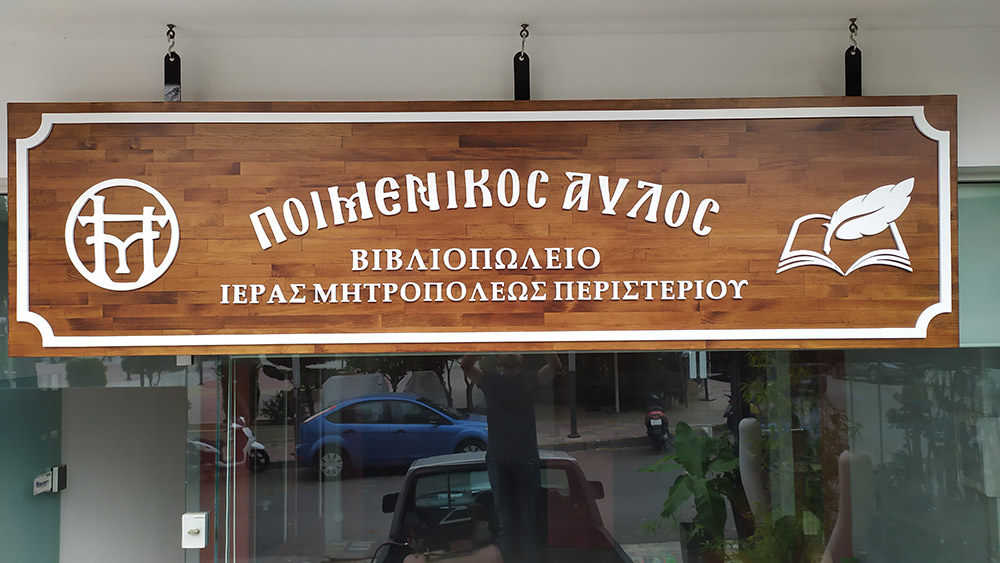 ΠΟΙΜΕΝΙΚΟΣ ΑΥΛΟΣ
ΒΙΒΛΙΟΠΩΛΕΙΟ
ΙΕΡΑΣ ΜΗΤΡΟΠΟΛΕΩΣ ΠΕΡΙΣΤΕΡΙΟΥ